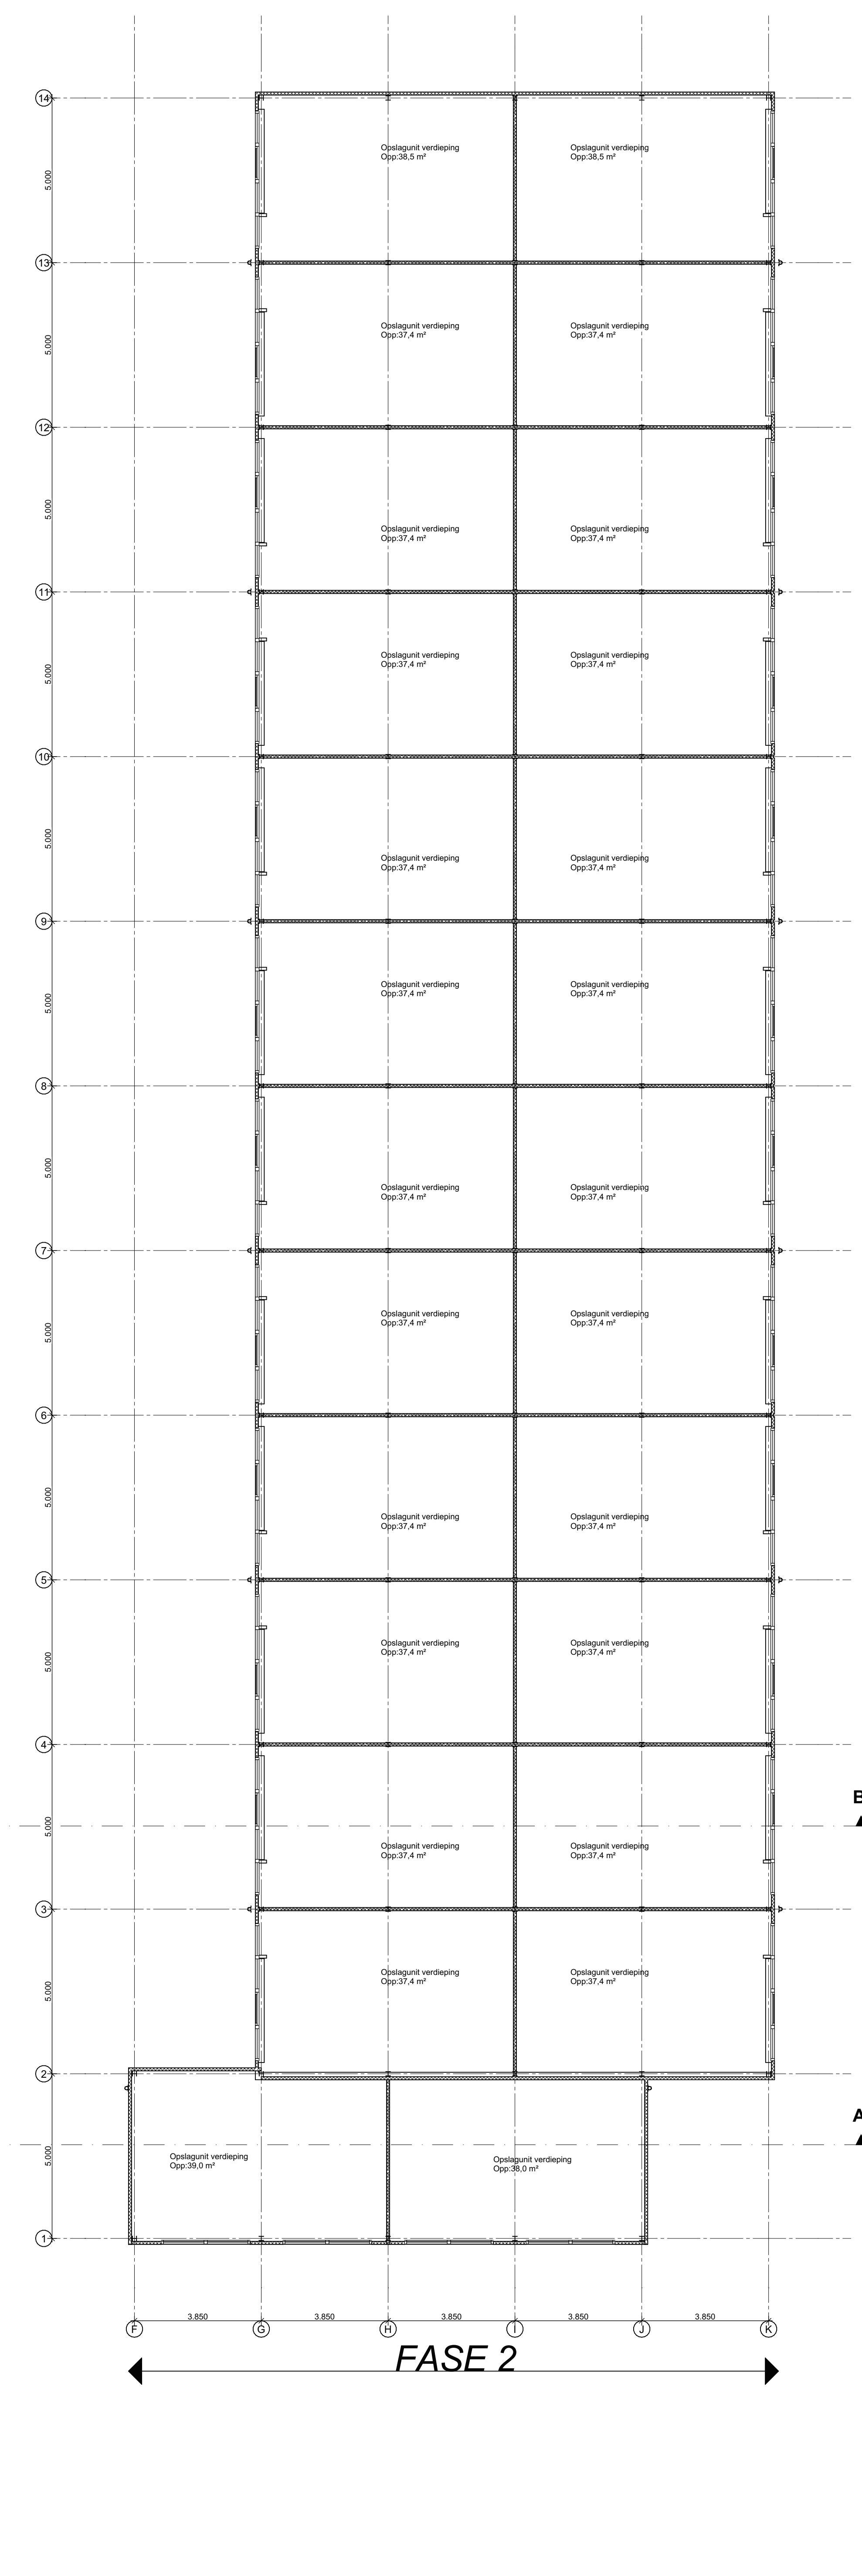 14
5.000
Opslagunit verdieping
Opp:38,5 m²
Opslagunit verdieping
Opp:38,5 m²
13
5.000
Opslagunit verdieping
Opp:37,4 m²
Opslagunit verdieping
Opp:37,4 m²
12
5.000
Opslagunit verdieping
Opp:37,4 m²
Opslagunit verdieping
Opp:37,4 m²
11
5.000
Opslagunit verdieping
Opp:37,4 m²
Opslagunit verdieping
Opp:37,4 m²
10
5.000
Opslagunit verdieping
Opp:37,4 m²
Opslagunit verdieping
Opp:37,4 m²
9
5.000
Opslagunit verdieping
Opp:37,4 m²
Opslagunit verdieping
Opp:37,4 m²
8
5.000
Opslagunit verdieping
Opp:37,4 m²
Opslagunit verdieping
Opp:37,4 m²
7
5.000
Opslagunit verdieping
Opp:37,4 m²
Opslagunit verdieping
Opp:37,4 m²
6
5.000
Opslagunit verdieping
Opp:37,4 m²
Opslagunit verdieping
Opp:37,4 m²
5
5.000
Opslagunit verdieping
Opp:37,4 m²
Opslagunit verdieping
Opp:37,4 m²
4
5.000
B
Opslagunit verdieping
Opp:37,4 m²
Opslagunit verdieping
Opp:37,4 m²
3
5.000
Opslagunit verdieping
Opp:37,4 m²
Opslagunit verdieping
Opp:37,4 m²
2
A
5.000
Opslagunit verdieping
Opp:39,0 m²
Opslagunit verdieping
Opp:38,0 m²
1
3.850
3.850
3.850
3.850
3.850
F
G
H
I
J
K
FASE 2